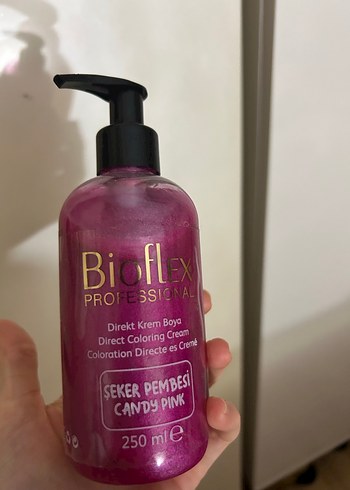 Bioflex
PROFESSIONAL
Direkt Krem Boya
Direct Coloring Cream
Coloration Directe es Creme
ŞEKER PEMBESİ
CANDY PINK
250 ml ℮